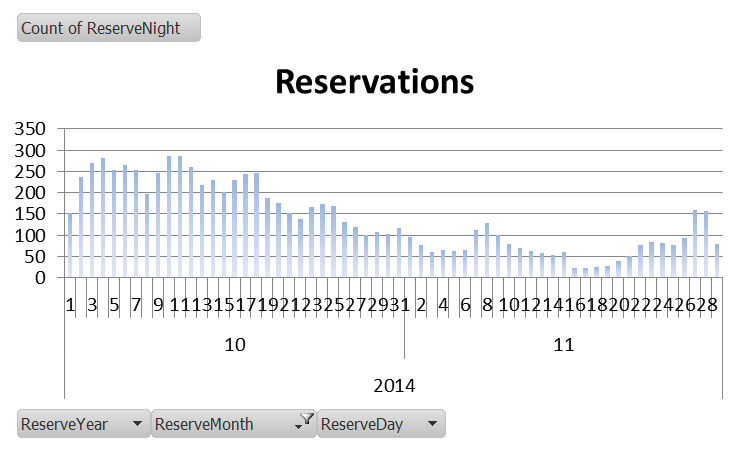 Count of ReserveNight
Reservations
350
300
250
200
150
100
50
0
1 3 5 7 9 11 13 15 17 19 21 23 25 27 29 31 2 4 6 8 10 12 14 16 18 20 22 24 26 28
10 11
2014
ReserveYear ReserveMonth ReserveDay